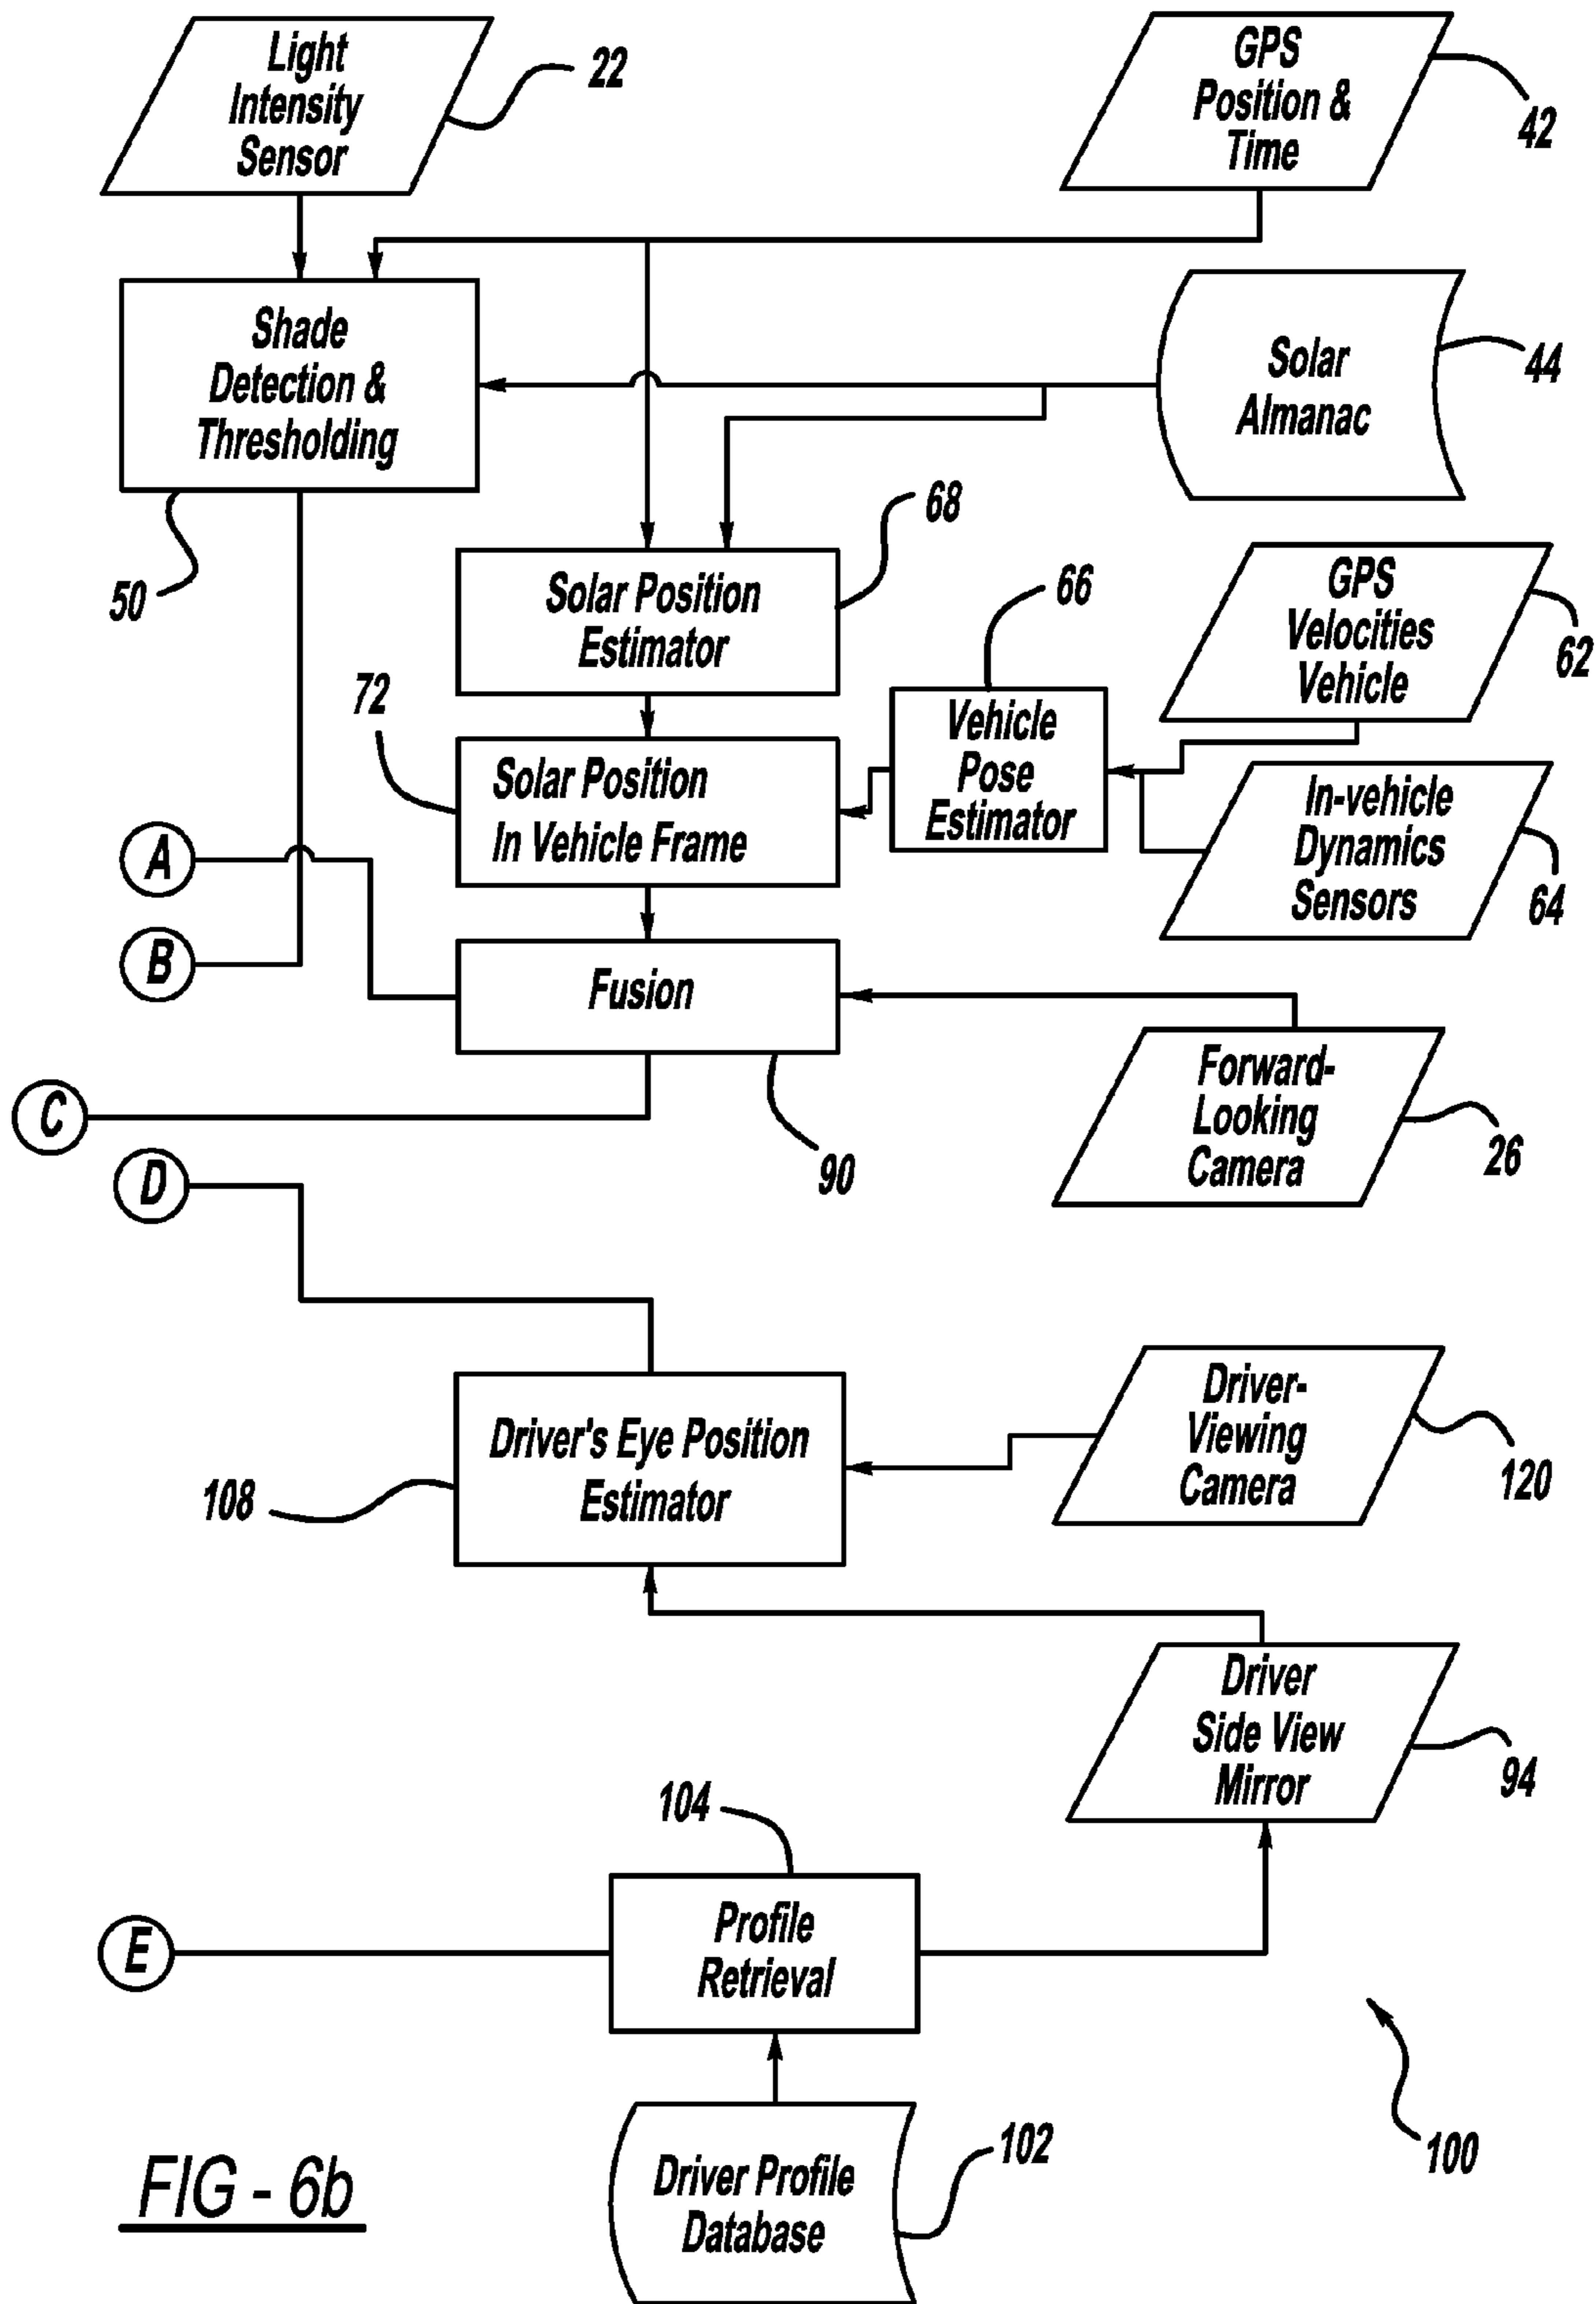 Light
Intensity
Sensor
22
GPS
Position &
Time
42
Shade
Detection &
Thresholding
50
Solar
Almanac
44
68
Solar Position
Estimator
66
GPS
Velocities
Vehicle
62
72
Solar Position
In Vehicle Frame
Vehicle
Pose
Estimator
In-vehicle
Dynamics
Sensors
64
A
B
Fusion
90
C
Forward-
Looking
Camera
26
D
Driver's Eye Position
Estimator
108
Driver-
Viewing
Camera
120
Driver
Side View
Mirror
94
104
E
Profile
Retrieval
100
Driver Profile
Database
102
FIG - 6b